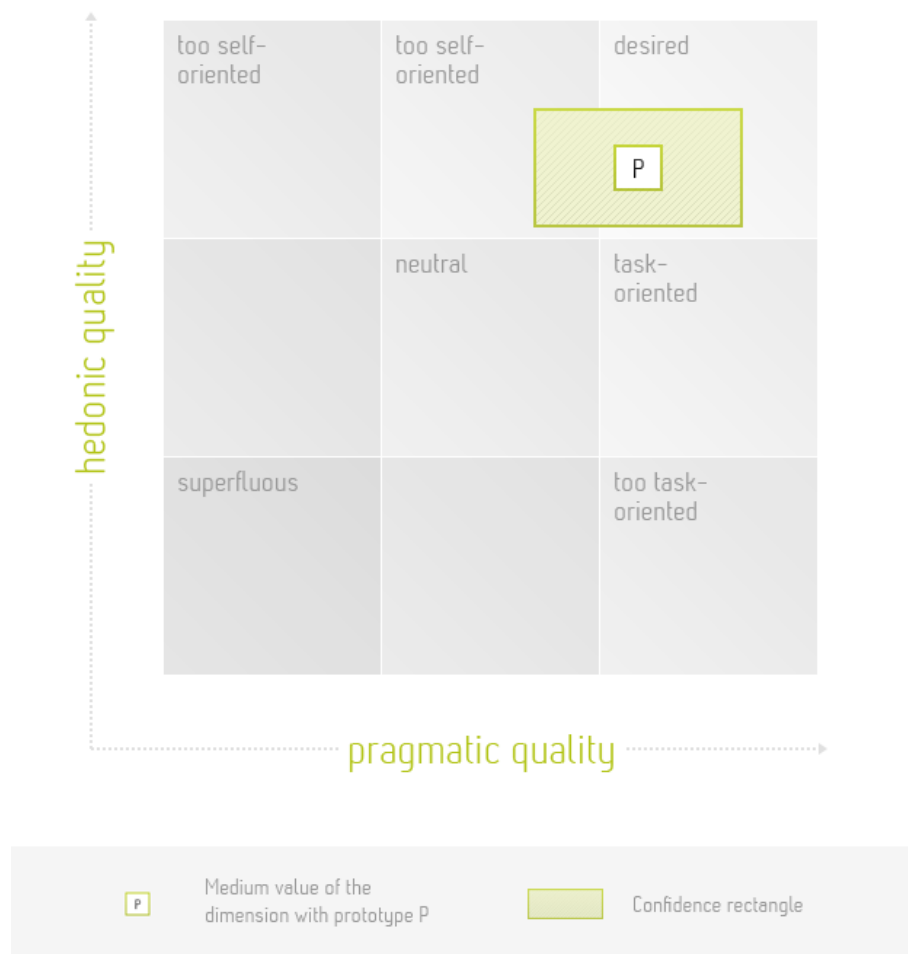 too self-
oriented
too self-
oriented
desired
P
hedonic quality
neutral
task-
oriented
superfluous
too task-
oriented
pragmatic quality
P
Medium value of the
dimension with prototype P
Confidence rectangle